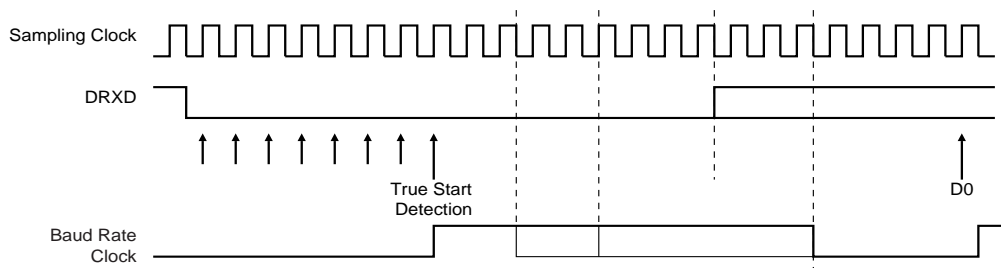 Sampling Clock
DRXD
True Start
Detection
D0
Baud Rate
Clock